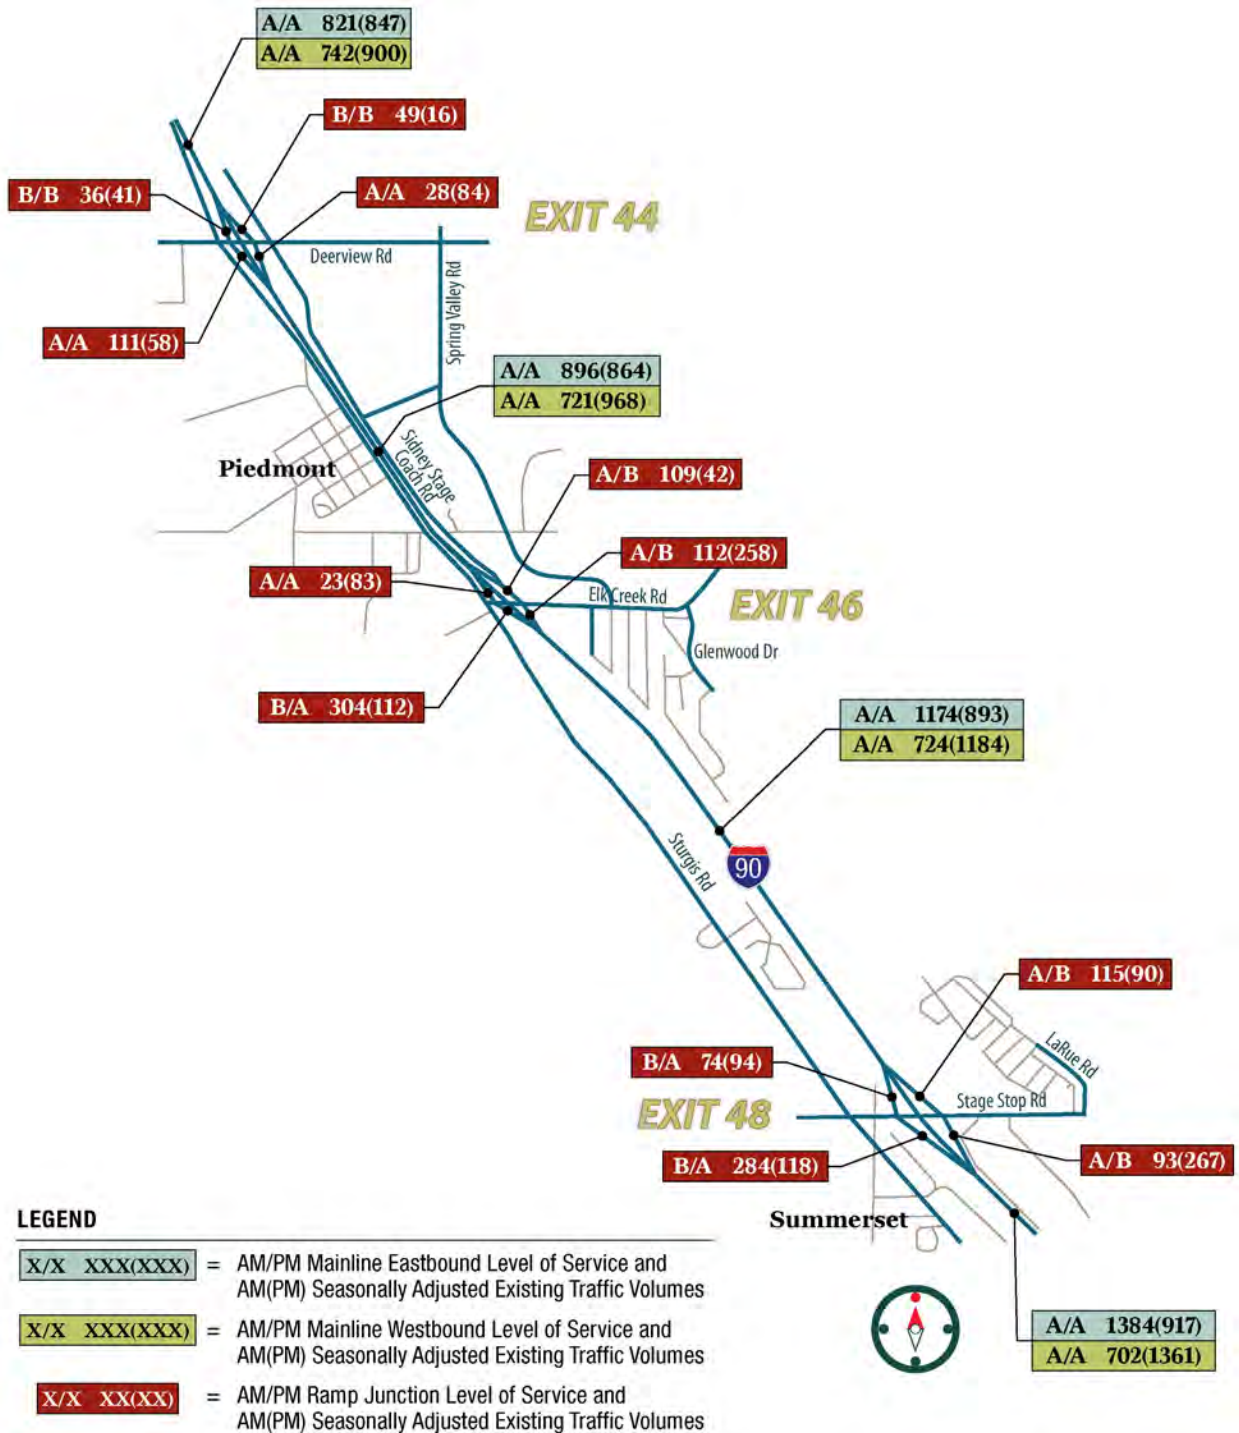 A/A 821(847)
A/A 742(900)
B/B 49(16)
B/B 36(41)
A/A 28(84)
EXIT 44
Deerview Rd
Spring Valley Rd
A/A 111(58)
A/A 896(864)
A/A 721(968)
Sidney Stage
Coach Rd
Piedmont
A/B 109(42)
A/B 112(258)
A/A 23(83)
Elk Creek Rd
EXIT 46
Glenwood Dr
B/A 304(112)
A/A 1174(893)
A/A 724(1184)
Sturgis Rd
90
A/B 115(90)
LaRue Rd
B/A 74(94)
Stage Stop Rd
EXIT 48
B/A 284(118)
A/B 93(267)
Summerset
LEGEND
X/X XXX(XXX) = AM/PM Mainline Eastbound Level of Service and
AM(PM) Seasonally Adjusted Existing Traffic Volumes
X/X XXX(XXX) = AM/PM Mainline Westbound Level of Service and
AM(PM) Seasonally Adjusted Existing Traffic Volumes
X/X XX(XX) = AM/PM Ramp Junction Level of Service and
AM(PM) Seasonally Adjusted Existing Traffic Volumes
A/A 1384(917)
A/A 702(1361)